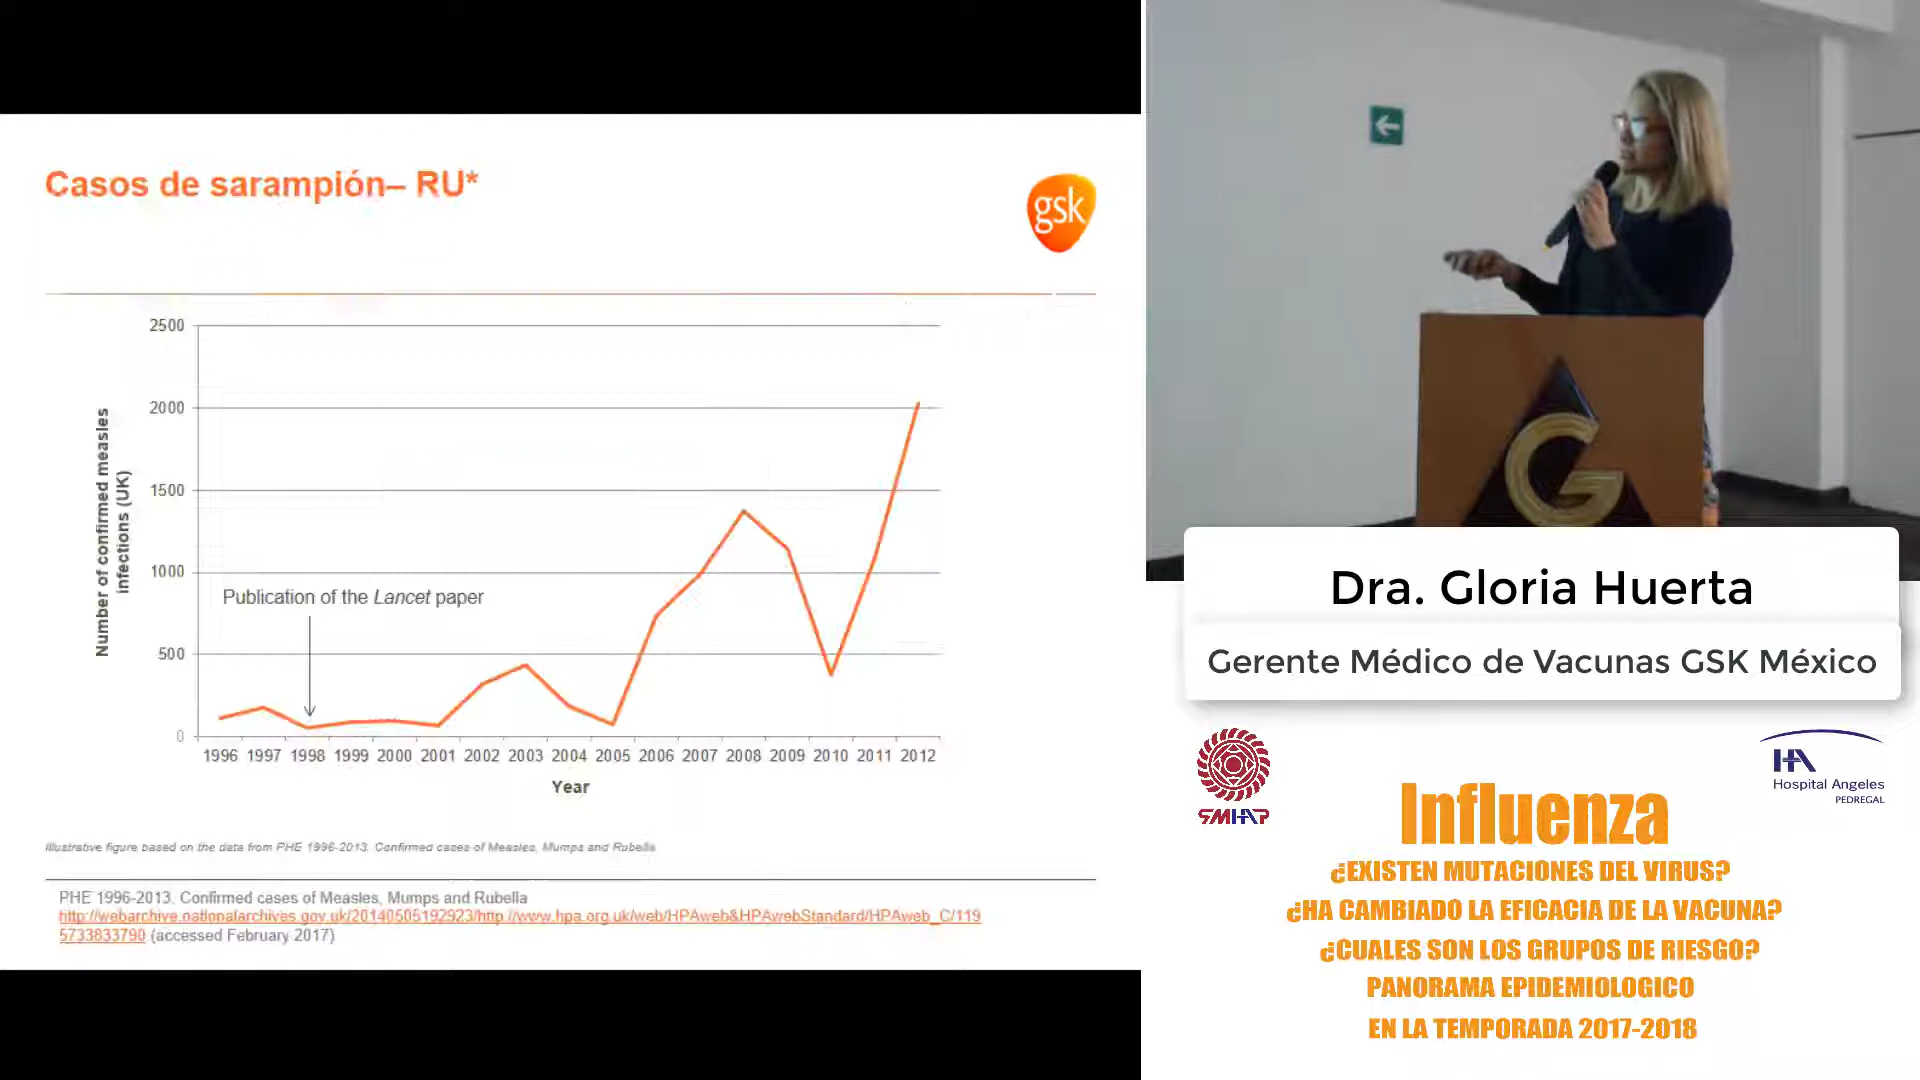 Casos de sarampión– RU*
gsk
Number of confirmed measles
infections (UK)
2500
2000
1500
1000
500
0
Publication of the Lancet paper
1996 1997 1998 1999 2000 2001 2002 2003 2004 2005 2006 2007 2008 2009 2010 2011 2012
Year
Illustrative figure based on the data from PHE 1996-2013. Confirmed cases of Measles, Mumps and Rubella
PHE 1996-2013. Confirmed cases of Measles, Mumps and Rubella
http://webarchive.nationalarchives.gov.uk/20140505192923/http://www.hpa.org.uk/web/HPAweb&HPAwebStandard/HPAweb_C/119
5733833790 (accessed February 2017)
G
Dra. Gloria Huerta
Gerente Médico de Vacunas GSK México
SMHAP
HA
Hospital Angeles
PEDREGAL
Influenza
¿EXISTEN MUTACIONES DEL VIRUS?
¿HA CAMBIADO LA EFICACIA DE LA VACUNA?
¿CUALES SON LOS GRUPOS DE RIESGO?
PANORAMA EPIDEMIOLOGICO
EN LA TEMPORADA 2017-2018